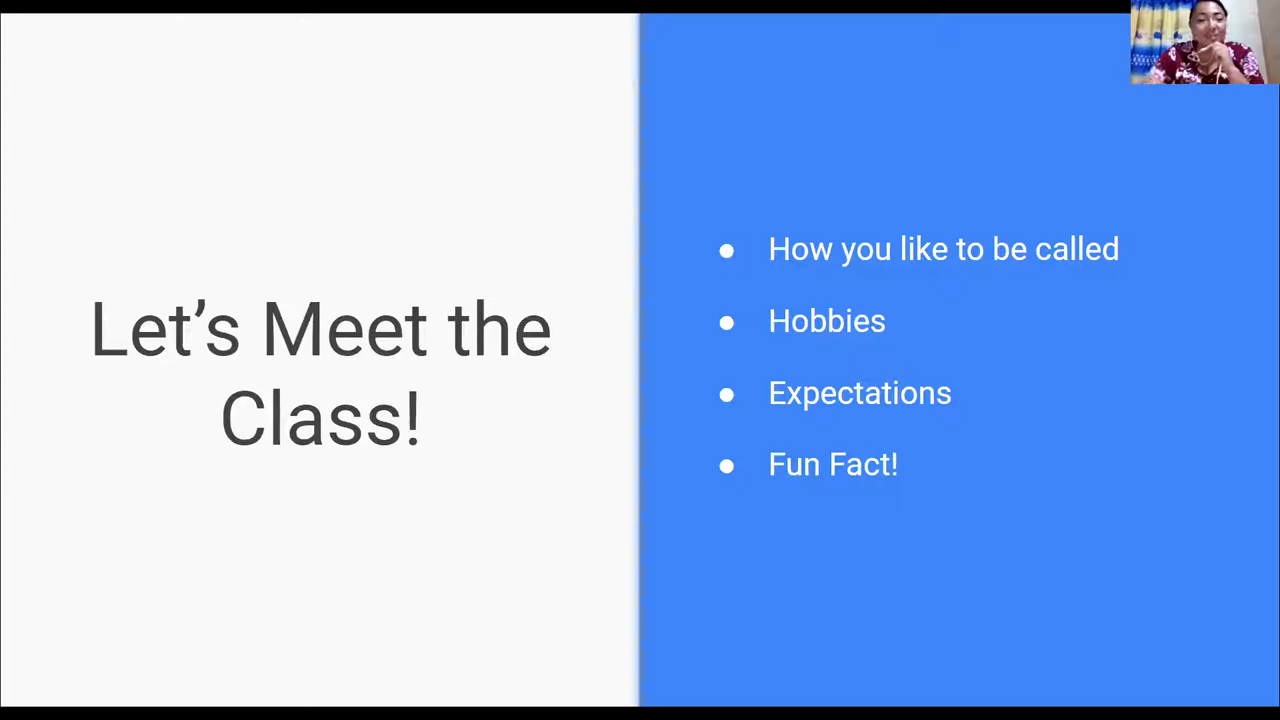 Let’s Meet the
Class!
● How you like to be called
● Hobbies
● Expectations
● Fun Fact!